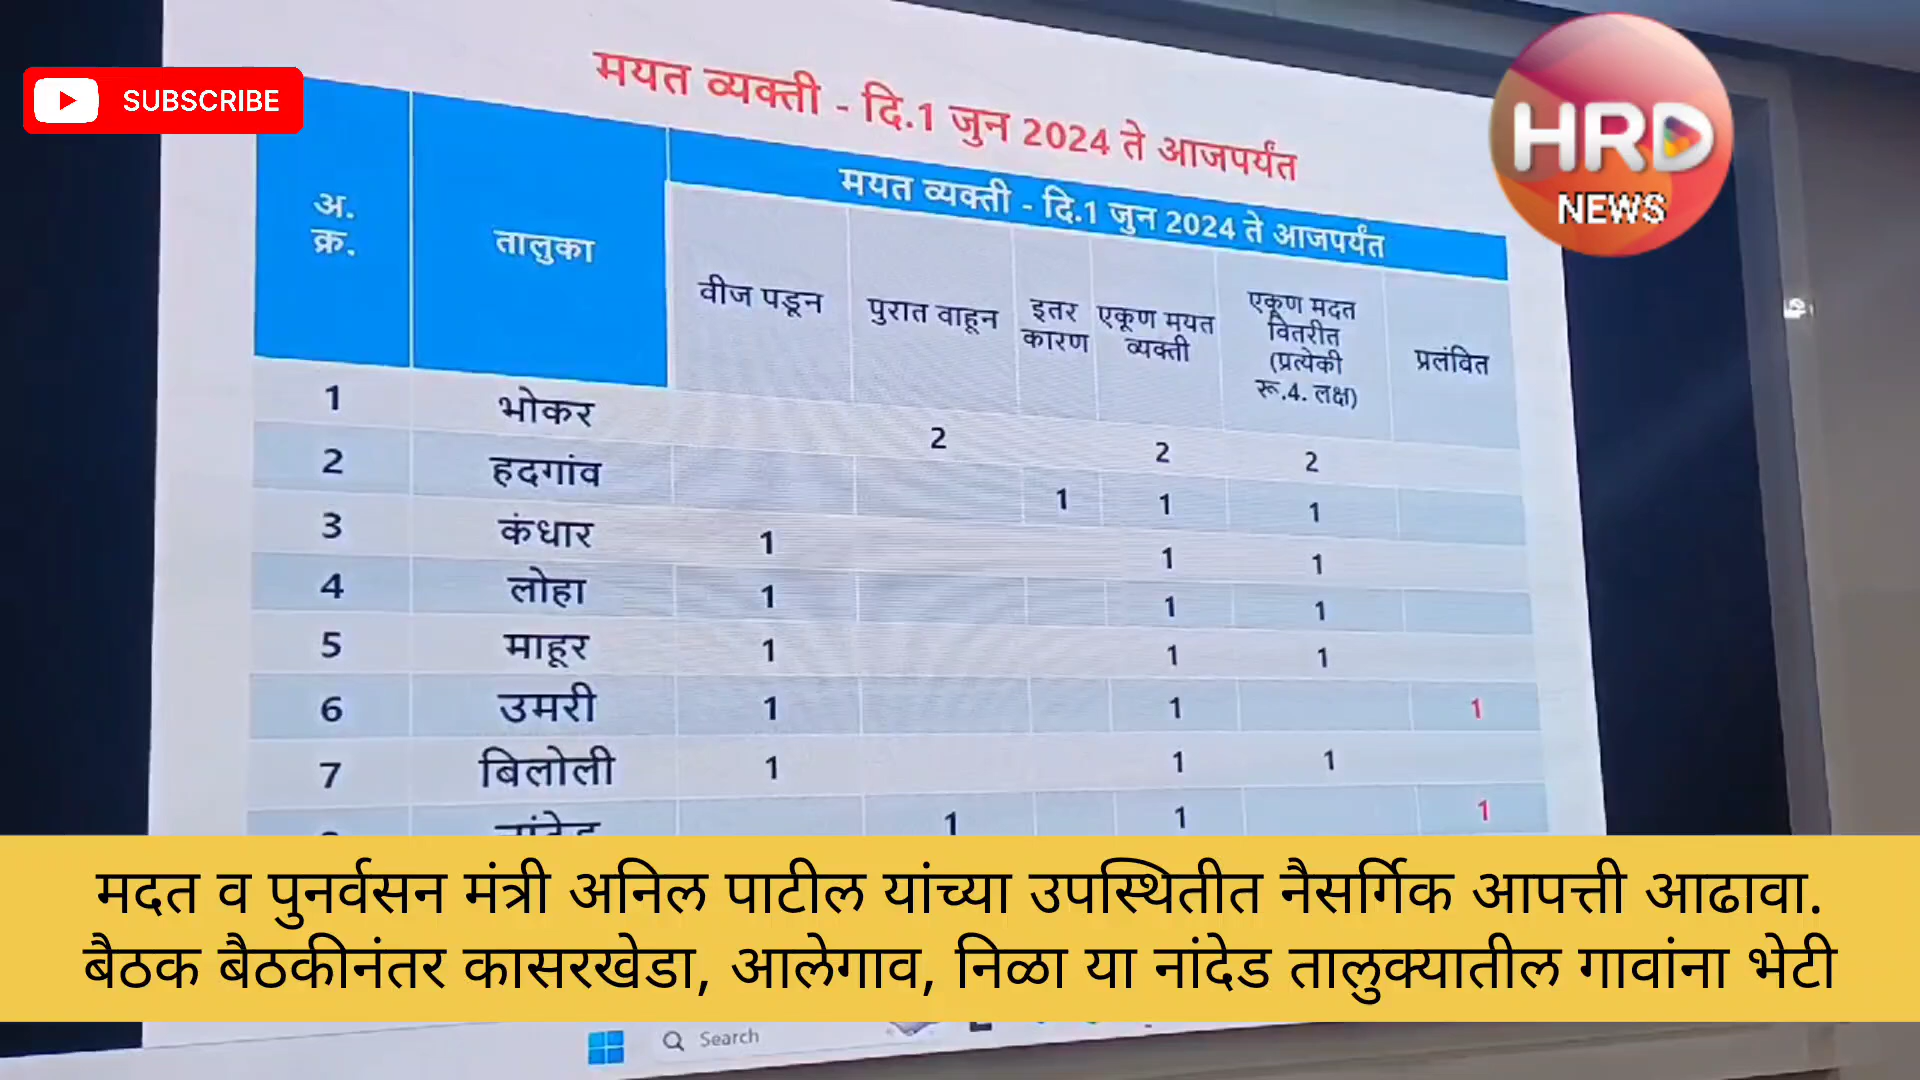 SUBSCRIBE
HRD
NEWS
मयत व्यक्ती - दि.1 जुन 2024 ते आजपर्यंत
अ. क्र.
तालुका
मयत व्यक्ती - दि.1 जुन 2024 ते आजपर्यंत
वीज पडून
पुरात वाहून
इतर कारण
एकूण मयत व्यक्ती
एकूण मदत वितरीत (प्रत्येकी रू.4. लक्ष)
प्रलंवित
1 भोकर 2 2 2
2 हदगांव 1 1 1
3 कंधार 1 1 1
4 लोहा 1 1 1
5 माहूर 1 1 1
6 उमरी 1 1 1
7 बिलोली 1 1 1
1 1 1
मदत व पुनर्वसन मंत्री अनिल पाटील यांच्या उपस्थितीत नैसर्गिक आपत्ती आढावा.
बैठक बैठकीनंतर कासरखेडा, आलेगाव, निळा या नांदेड तालुक्यातील गावांना भेटी
Search